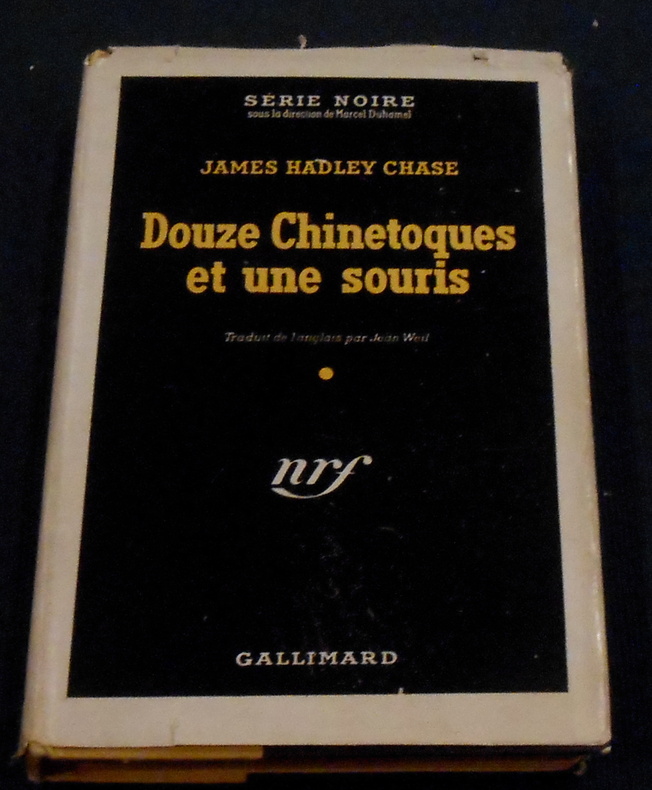 SÉRIE NOIRE
sous la direction de Marcel Duhamel
JAMES HADLEY CHASE
Douze Chinetoques
et une souris
Traduit de l'anglais par Jean Weil
nrf
GALLIMARD